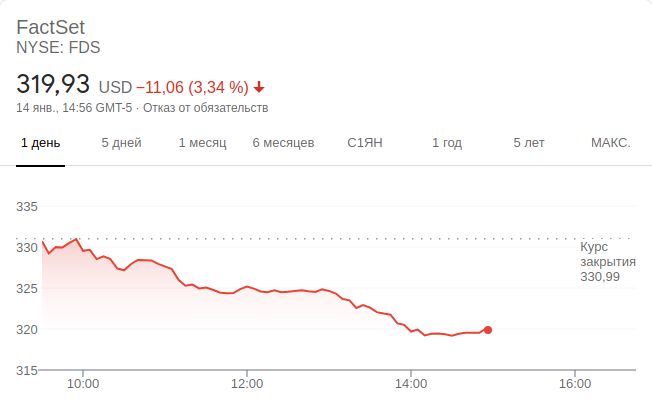 FactSet
NYSE: FDS
319,93 USD −11,06 (3,34 %)
14 янв., 14:56 GMT-5 · Отказ от обязательств
1 день 5 дней 1 месяц 6 месяцев С1ЯН 1 год 5 лет МАКС.
335
330
325
320
315
Курс
закрытия
330,99
10:00 12:00 14:00 16:00